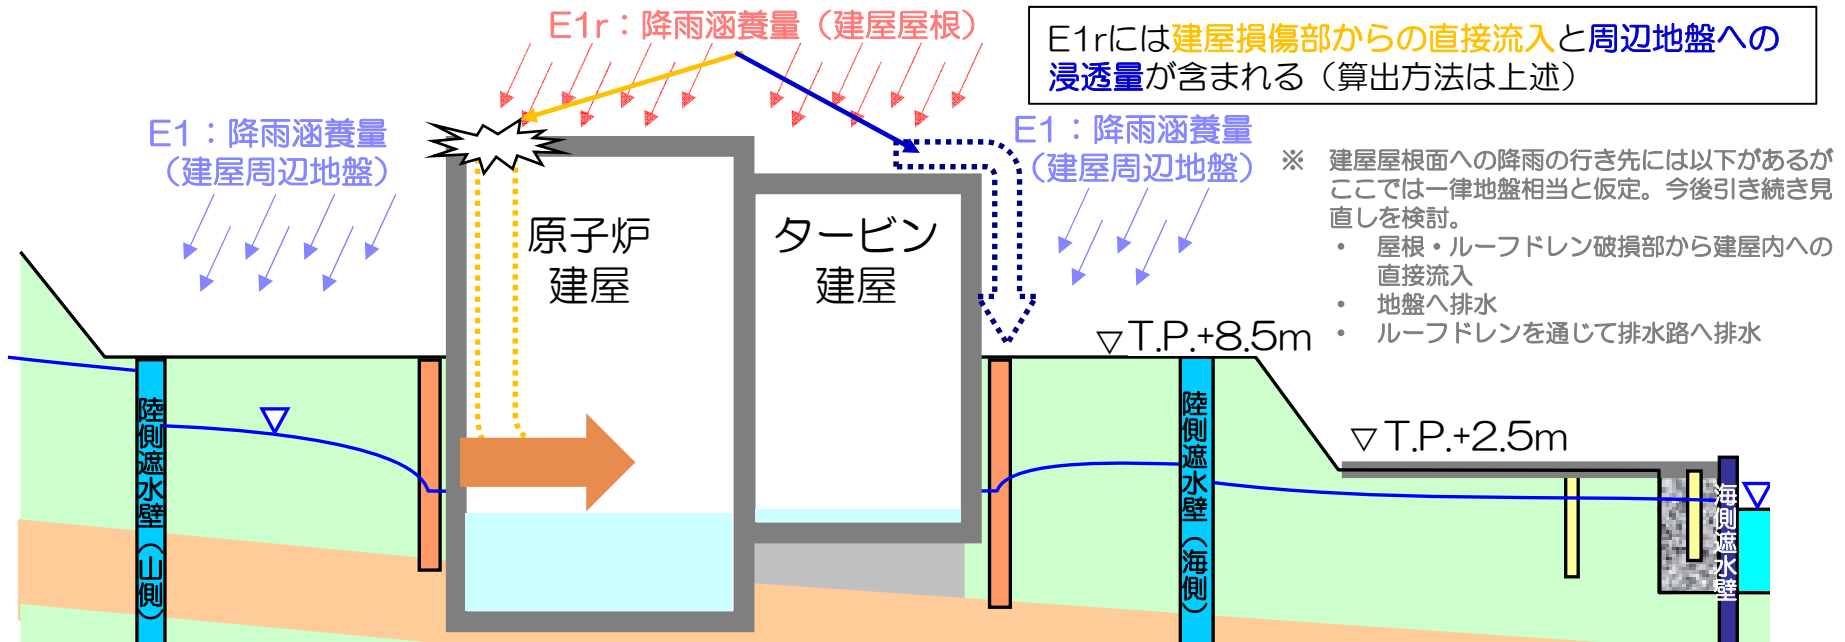 E1r：降雨涵養量（建屋屋根）
E1rには建屋損傷部からの直接流入と周辺地盤への
浸透量が含まれる（算出方法は上述）
E1：降雨涵養量
（建屋周辺地盤）
E1：降雨涵養量
（建屋周辺地盤）
※ 建屋屋根面への降雨の行き先には以下があるが
ここでは一律地盤相当と仮定。今後引き続き見
直しを検討。
・ 屋根・ルーフドレン破損部から建屋内への
直接流入
・ 地盤へ排水
・ ルーフドレンを通じて排水路へ排水
原子炉
建屋
タービン
建屋
▽T.P.+8.5m
▽T.P.+2.5m
陸側遮水壁（山側）
陸側遮水壁（海側）
海側遮水壁